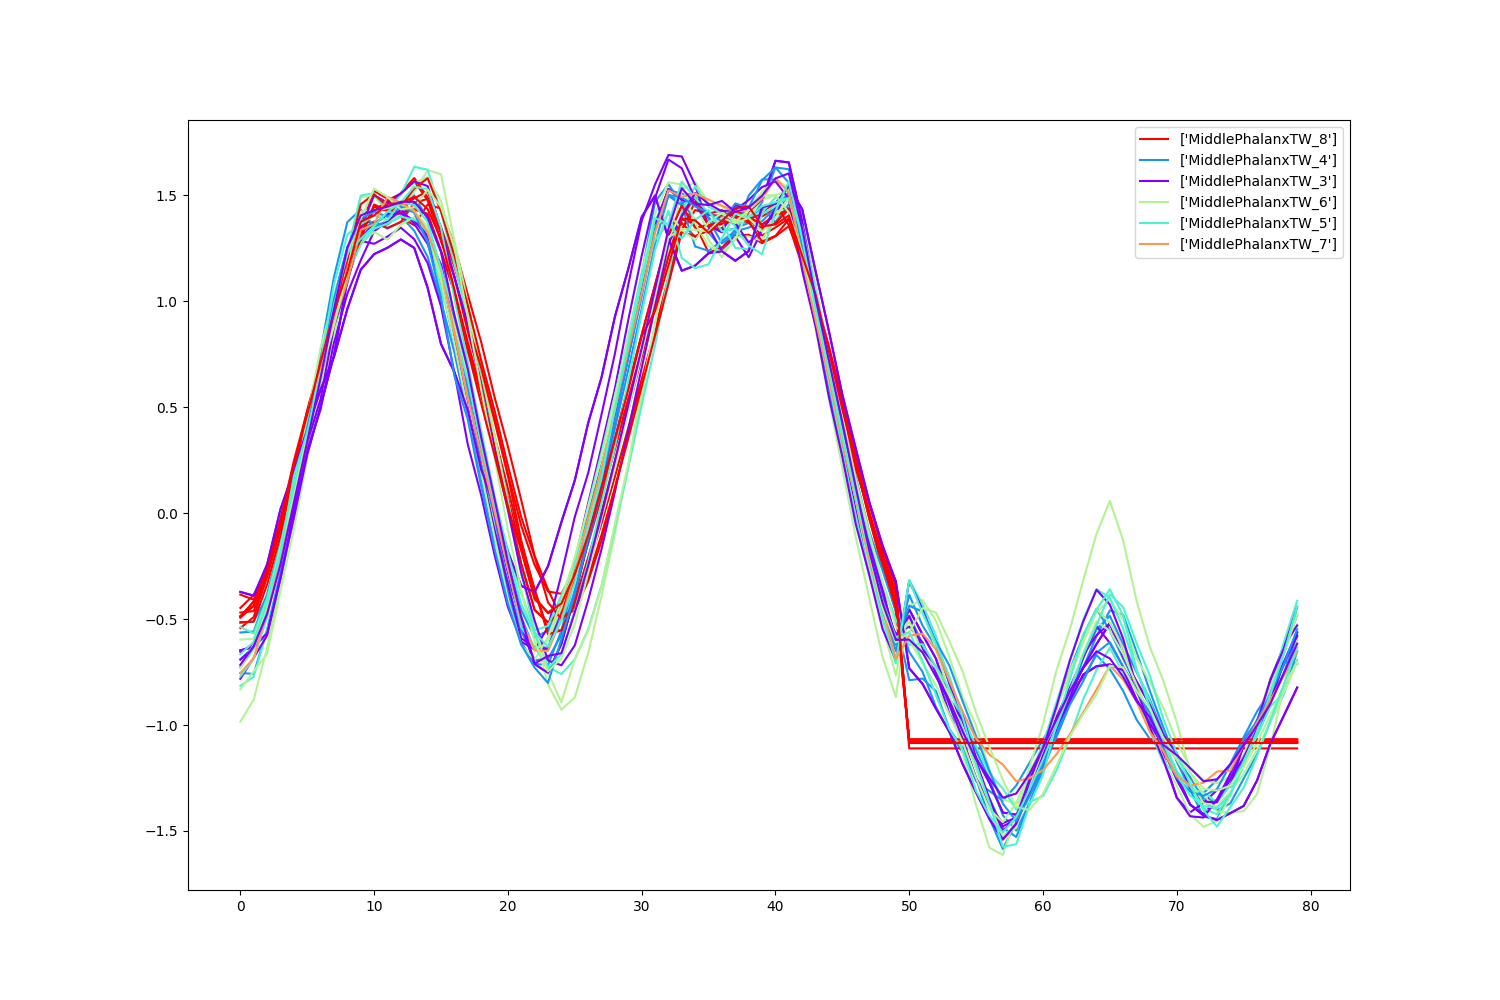 ['MiddlePhalanxTW_8']
['MiddlePhalanxTW_4']
['MiddlePhalanxTW_3']
['MiddlePhalanxTW_6']
['MiddlePhalanxTW_5']
['MiddlePhalanxTW_7']
1.5
1.0
0.5
0.0
−0.5
−1.0
−1.5
0 10 20 30 40 50 60 70 80